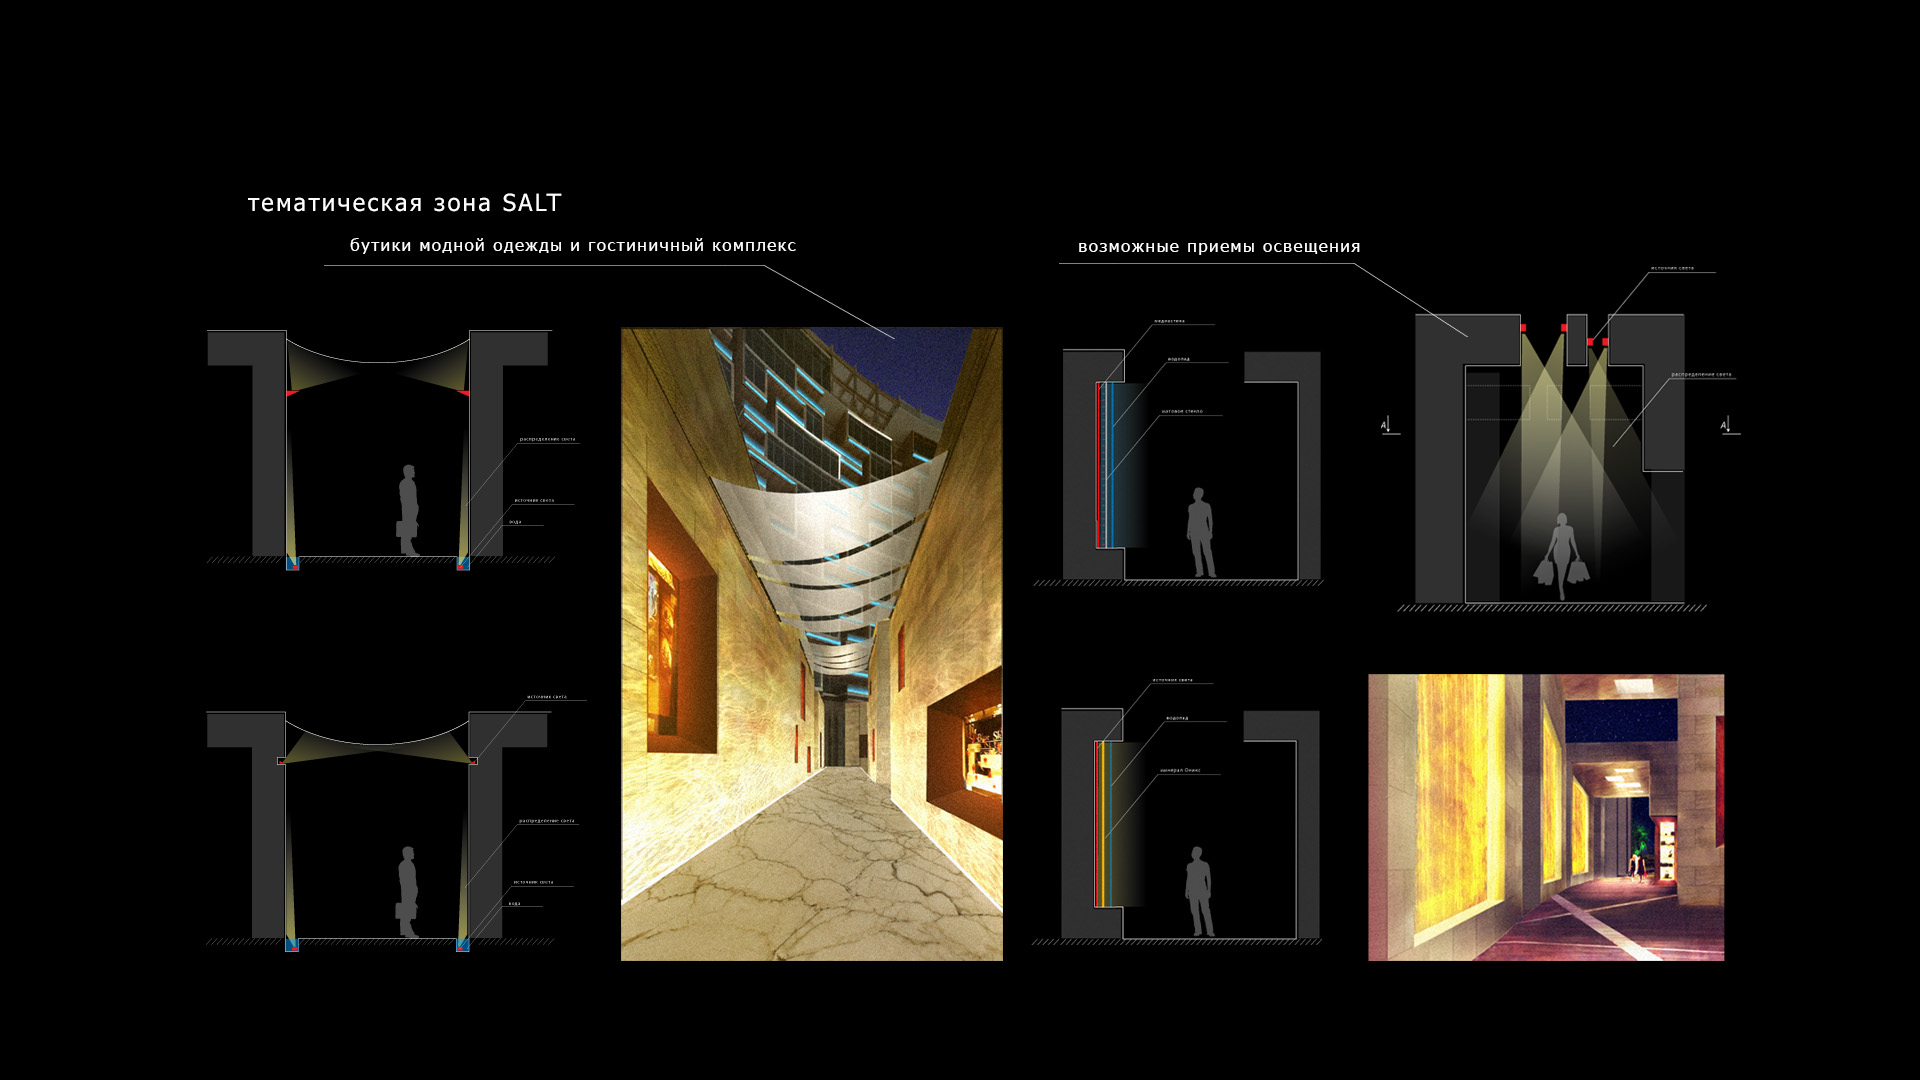 тематическая зона SALT
бутики модной одежды и гостиничный комплекс
возможные приемы освещения
источник света
распределение света
A
A
медпластина
водопад
матовое стекло
распределение света
источник света
вода
источник света
распределение света
источник света
вода
источник света
водопад
минерал Оникс